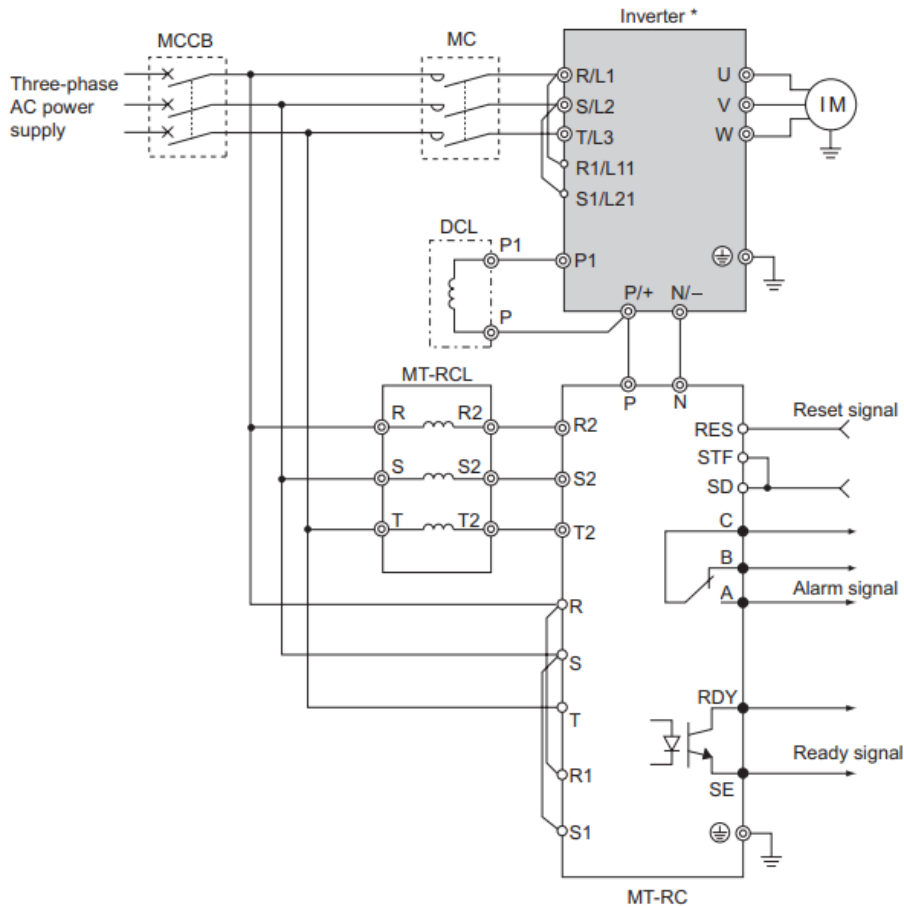 Inverter *
MCCB
MC
Three-phase
AC power
supply
R/L1
S/L2
T/L3
R1/L11
S1/L21
U
V
W
IM
DCL
P1
P
P1
P/+
N/−
MT-RCL
R
R2
S
S2
T
T2
P
N
R2
S2
T2
R
S
T
R1
S1
RES
STF
SD
C
B
A
RDY
SE
Reset signal
Alarm signal
Ready signal
MT-RC